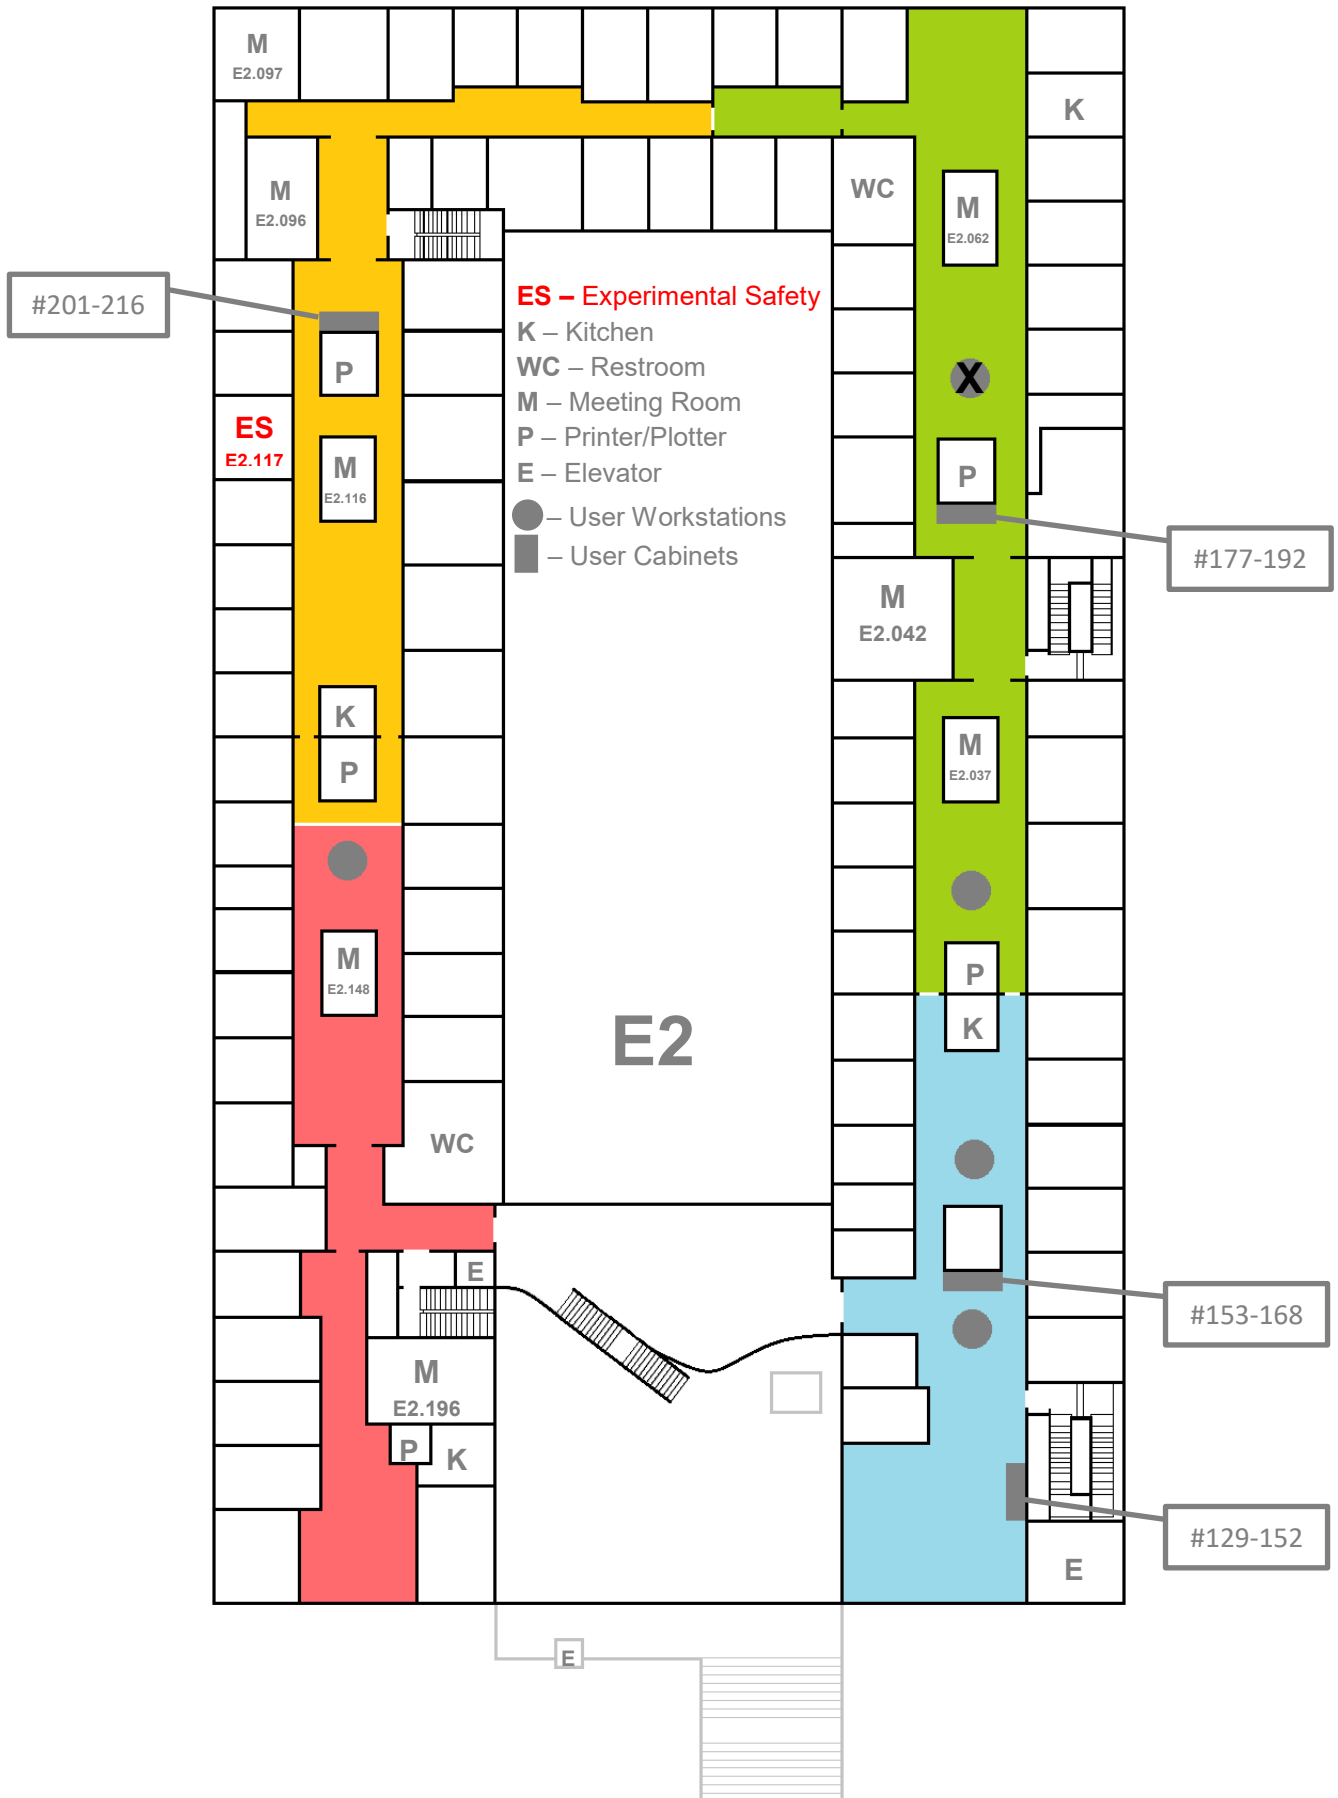 M
E2.097
K
M
E2.096
WC
M
E2.062
#201-216
ES – Experimental Safety
K – Kitchen
WC – Restroom
M – Meeting Room
P – Printer/Plotter
E – Elevator
– User Workstations
– User Cabinets
P
X
ES
E2.117
M
E2.116
P
#177-192
M
E2.042
K
P
M
E2.037
M
E2.148
P
K
E2
WC
E
#153-168
M
E2.196
P
K
#129-152
E
E